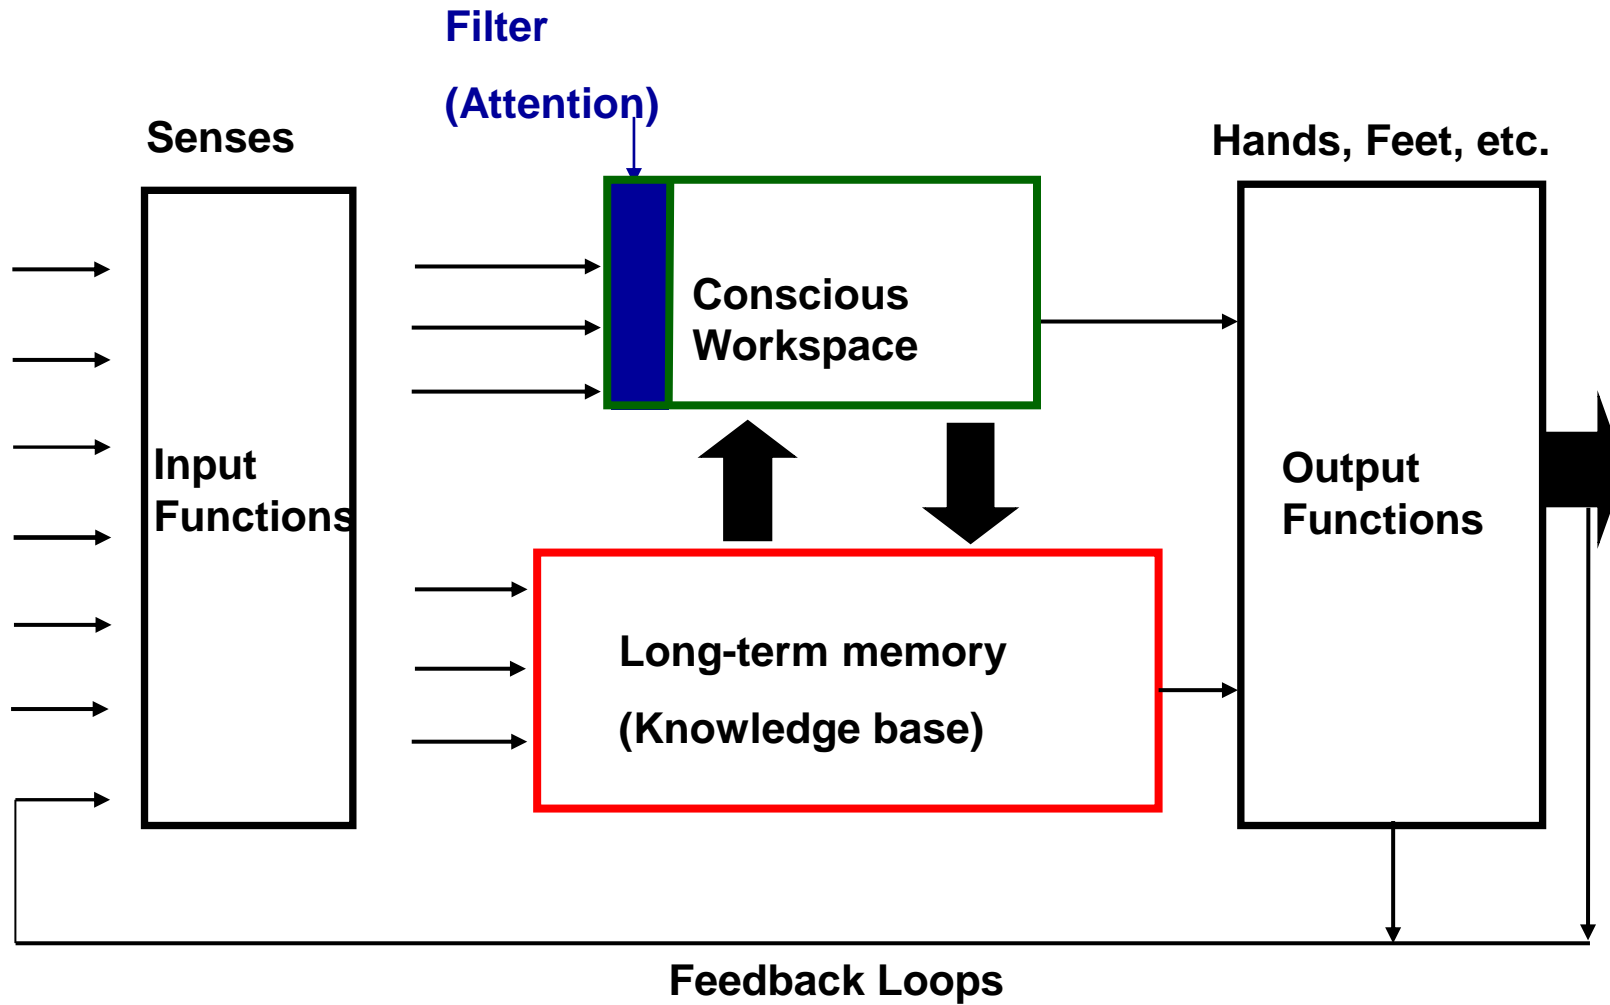 Filter
(Attention)
Senses
Hands, Feet, etc.
Conscious
Workspace
Input
Functions
Output
Functions
Long-term memory
(Knowledge base)
Feedback Loops